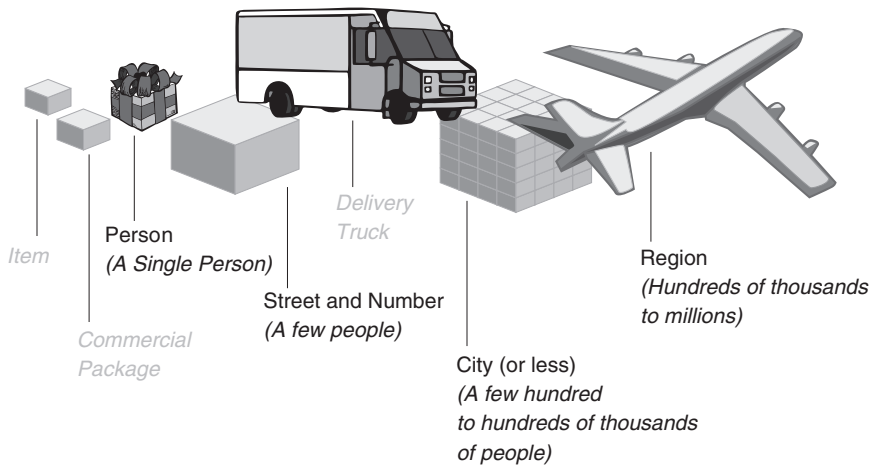 Item
Commercial
Package
Person
(A Single Person)
Street and Number
(A few people)
Delivery
Truck
City (or less)
(A few hundred
to hundreds of thousands
of people)
Region
(Hundreds of thousands
to millions)